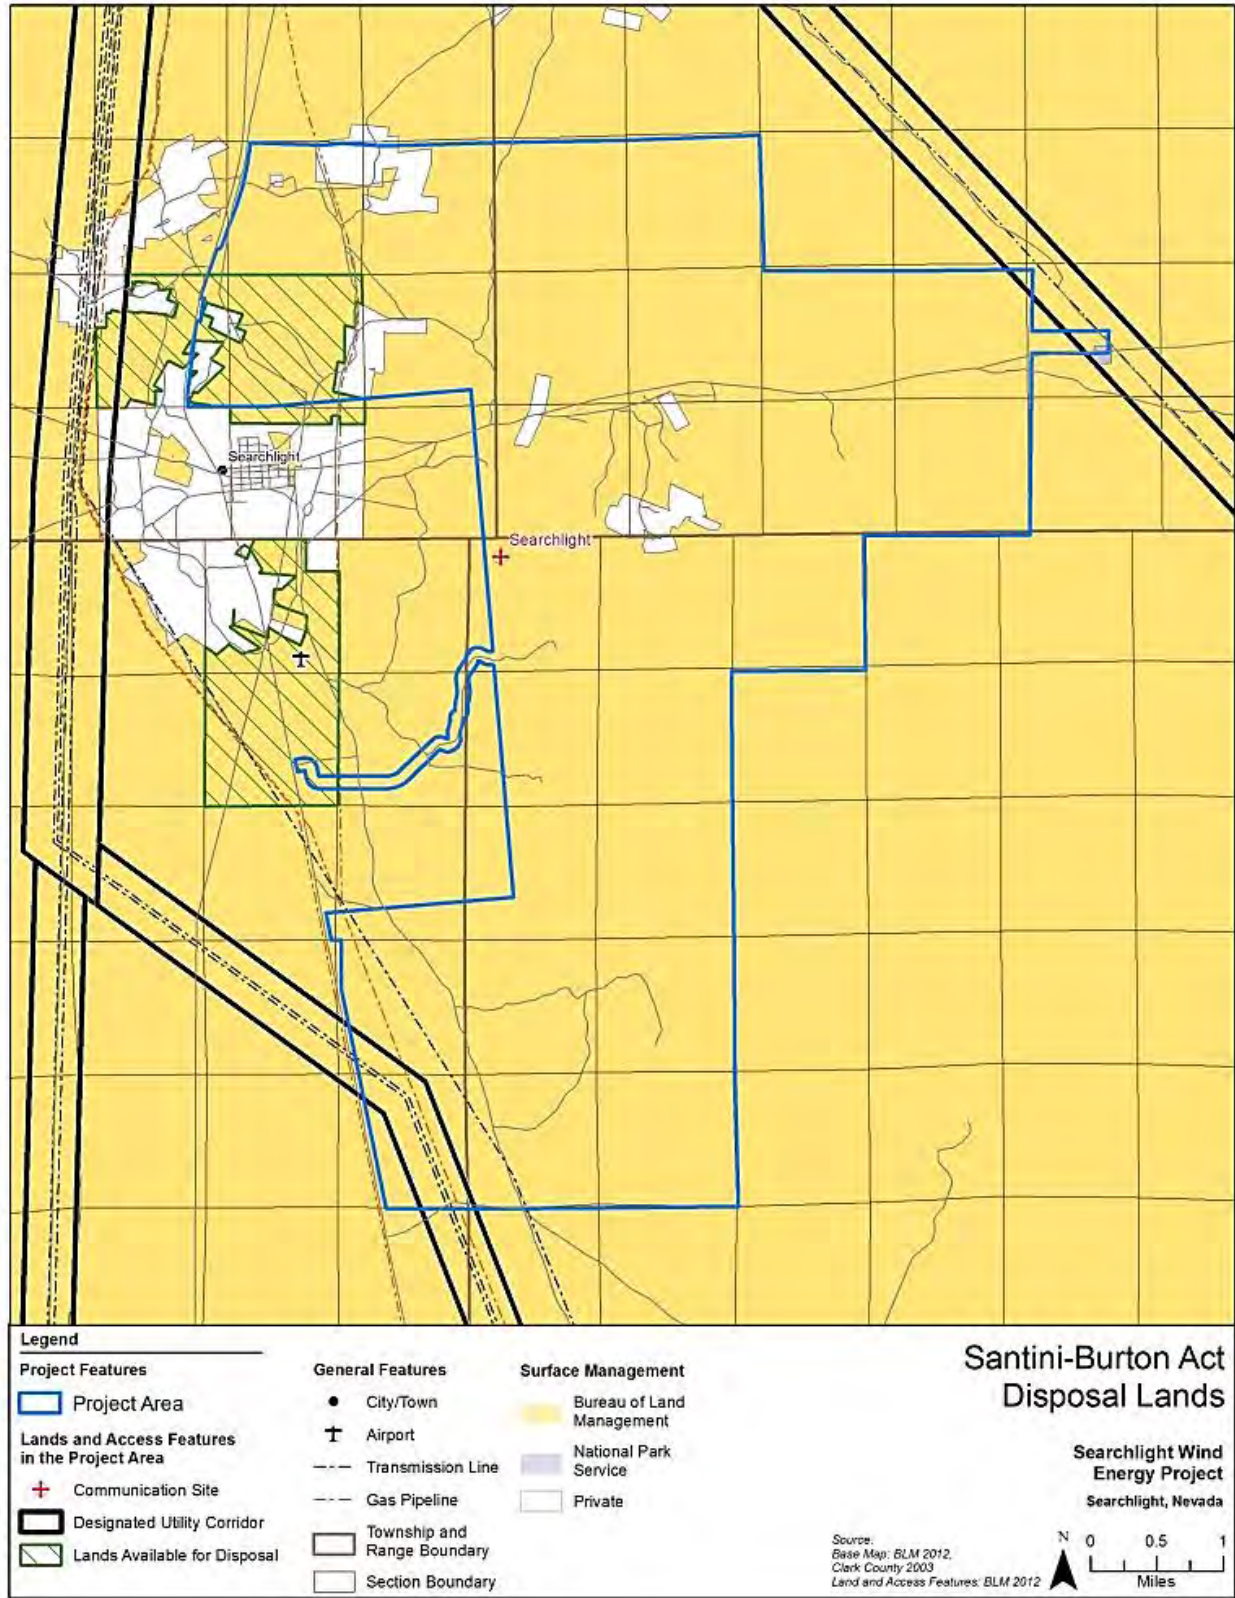 Searchlight
Searchlight
Legend
Project Features
Project Area
Lands and Access Features
in the Project Area
Communication Site
Designated Utility Corridor
Lands Available for Disposal
General Features
City/Town
Airport
Transmission Line
Gas Pipeline
Township and
Range Boundary
Section Boundary
Surface Management
Bureau of Land
Management
National Park
Service
Private
Santini-Burton Act
Disposal Lands
Searchlight Wind
Energy Project
Searchlight, Nevada
Source:
Base Map: BLM 2012,
Clark County 2003
Land and Access Features: BLM 2012
N
0 0.5 1
Miles